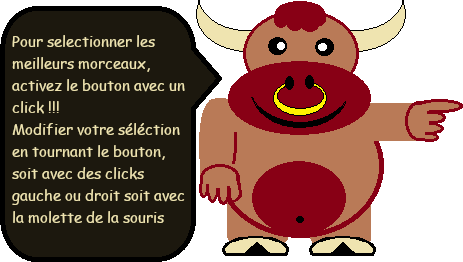 Pour selectionner les
meilleurs morceaux,
activez le bouton avec un
click !!!
Modifier votre séléction
en tournant le bouton,
soit avec des clicks
gauche ou droit soit avec
la molette de la souris